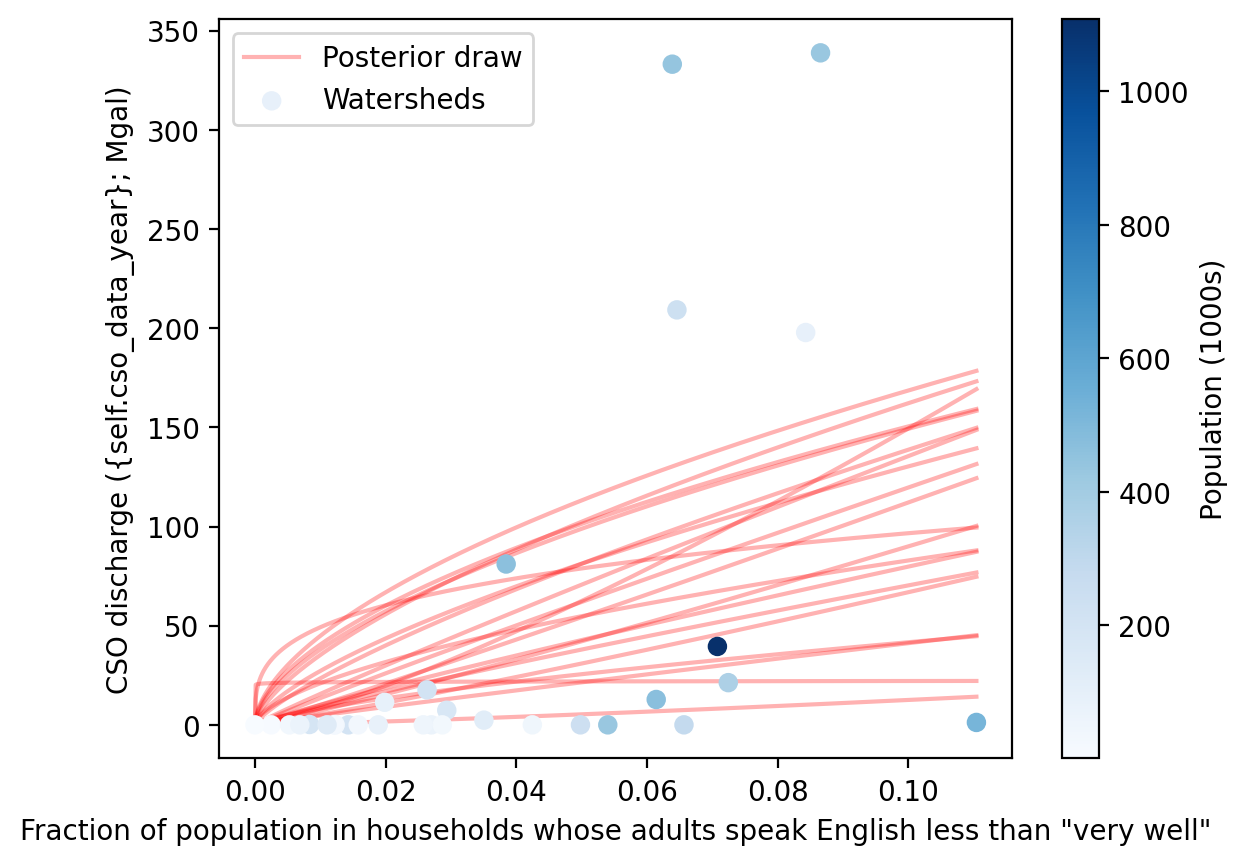 350
300
250
200
150
100
50
0
CSO discharge ({self.cso_data_year}; Mgal)
Posterior draw
Watersheds
0.00 0.02 0.04 0.06 0.08 0.10
Fraction of population in households whose adults speak English less than "very well"
1000
800
600
400
200
Population (1000s)